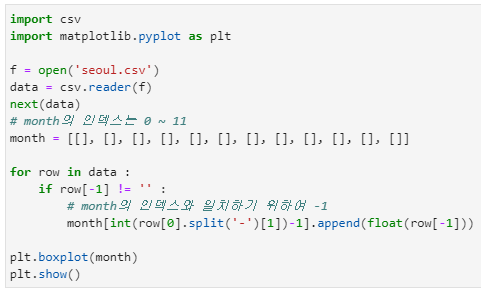 import csv
import matplotlib.pyplot as plt
f = open('seoul.csv')
data = csv.reader(f)
next(data)
# month의 인덱스는 0 ~ 11
month = [[], [], [], [], [], [], [], [], [], [], [], []]
for row in data :
    if row[-1] != '' :
        # month의 인덱스와 일치하기 위하여 -1
        month[int(row[0].split('-')[1])-1].append(float(row[-1]))
plt.boxplot(month)
plt.show()